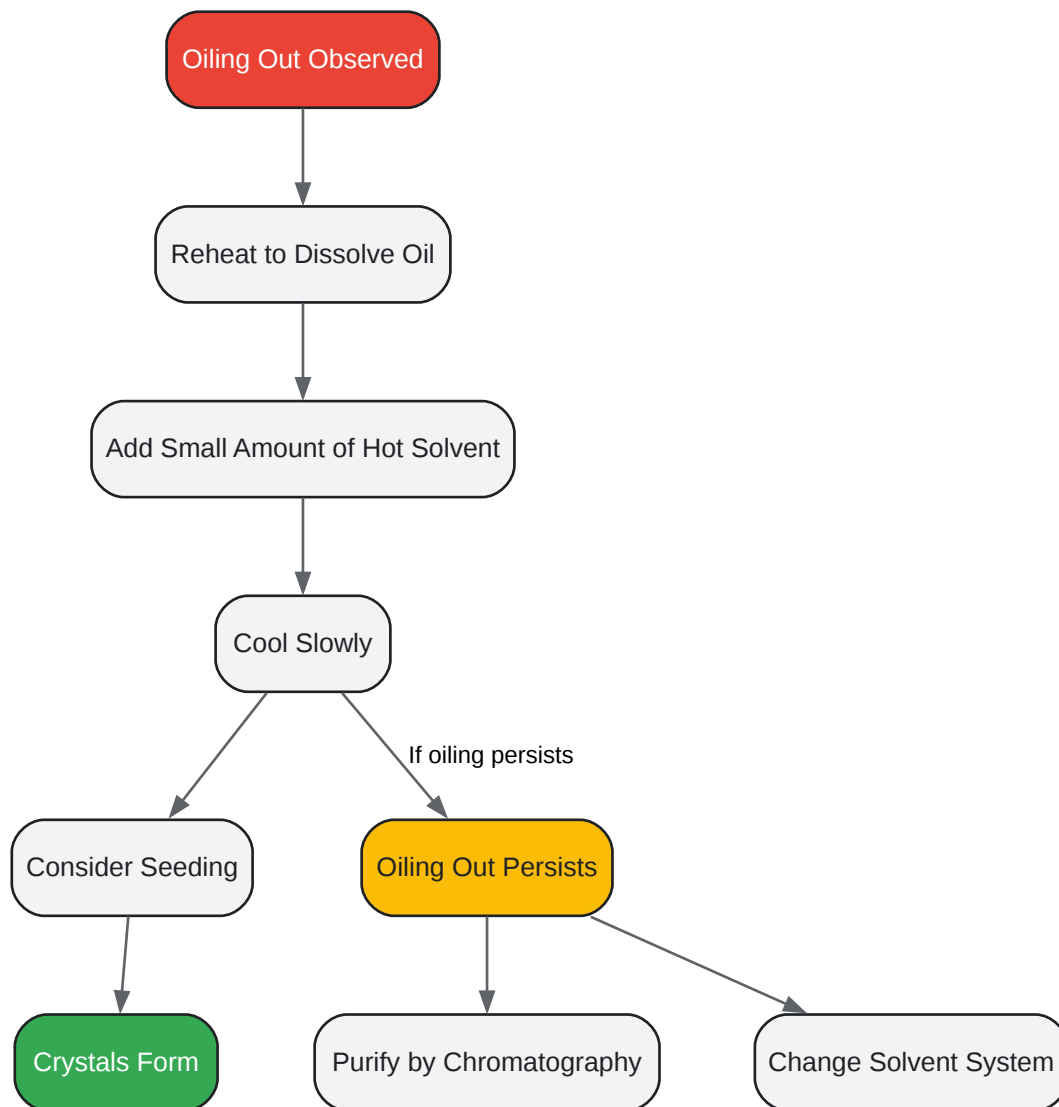 Oiling Out Observed
Reheat to Dissolve Oil
Add Small Amount of Hot Solvent
Cool Slowly
If oiling persists
Consider Seeding
Oiling Out Persists
Crystals Form
Purify by Chromatography
Change Solvent System